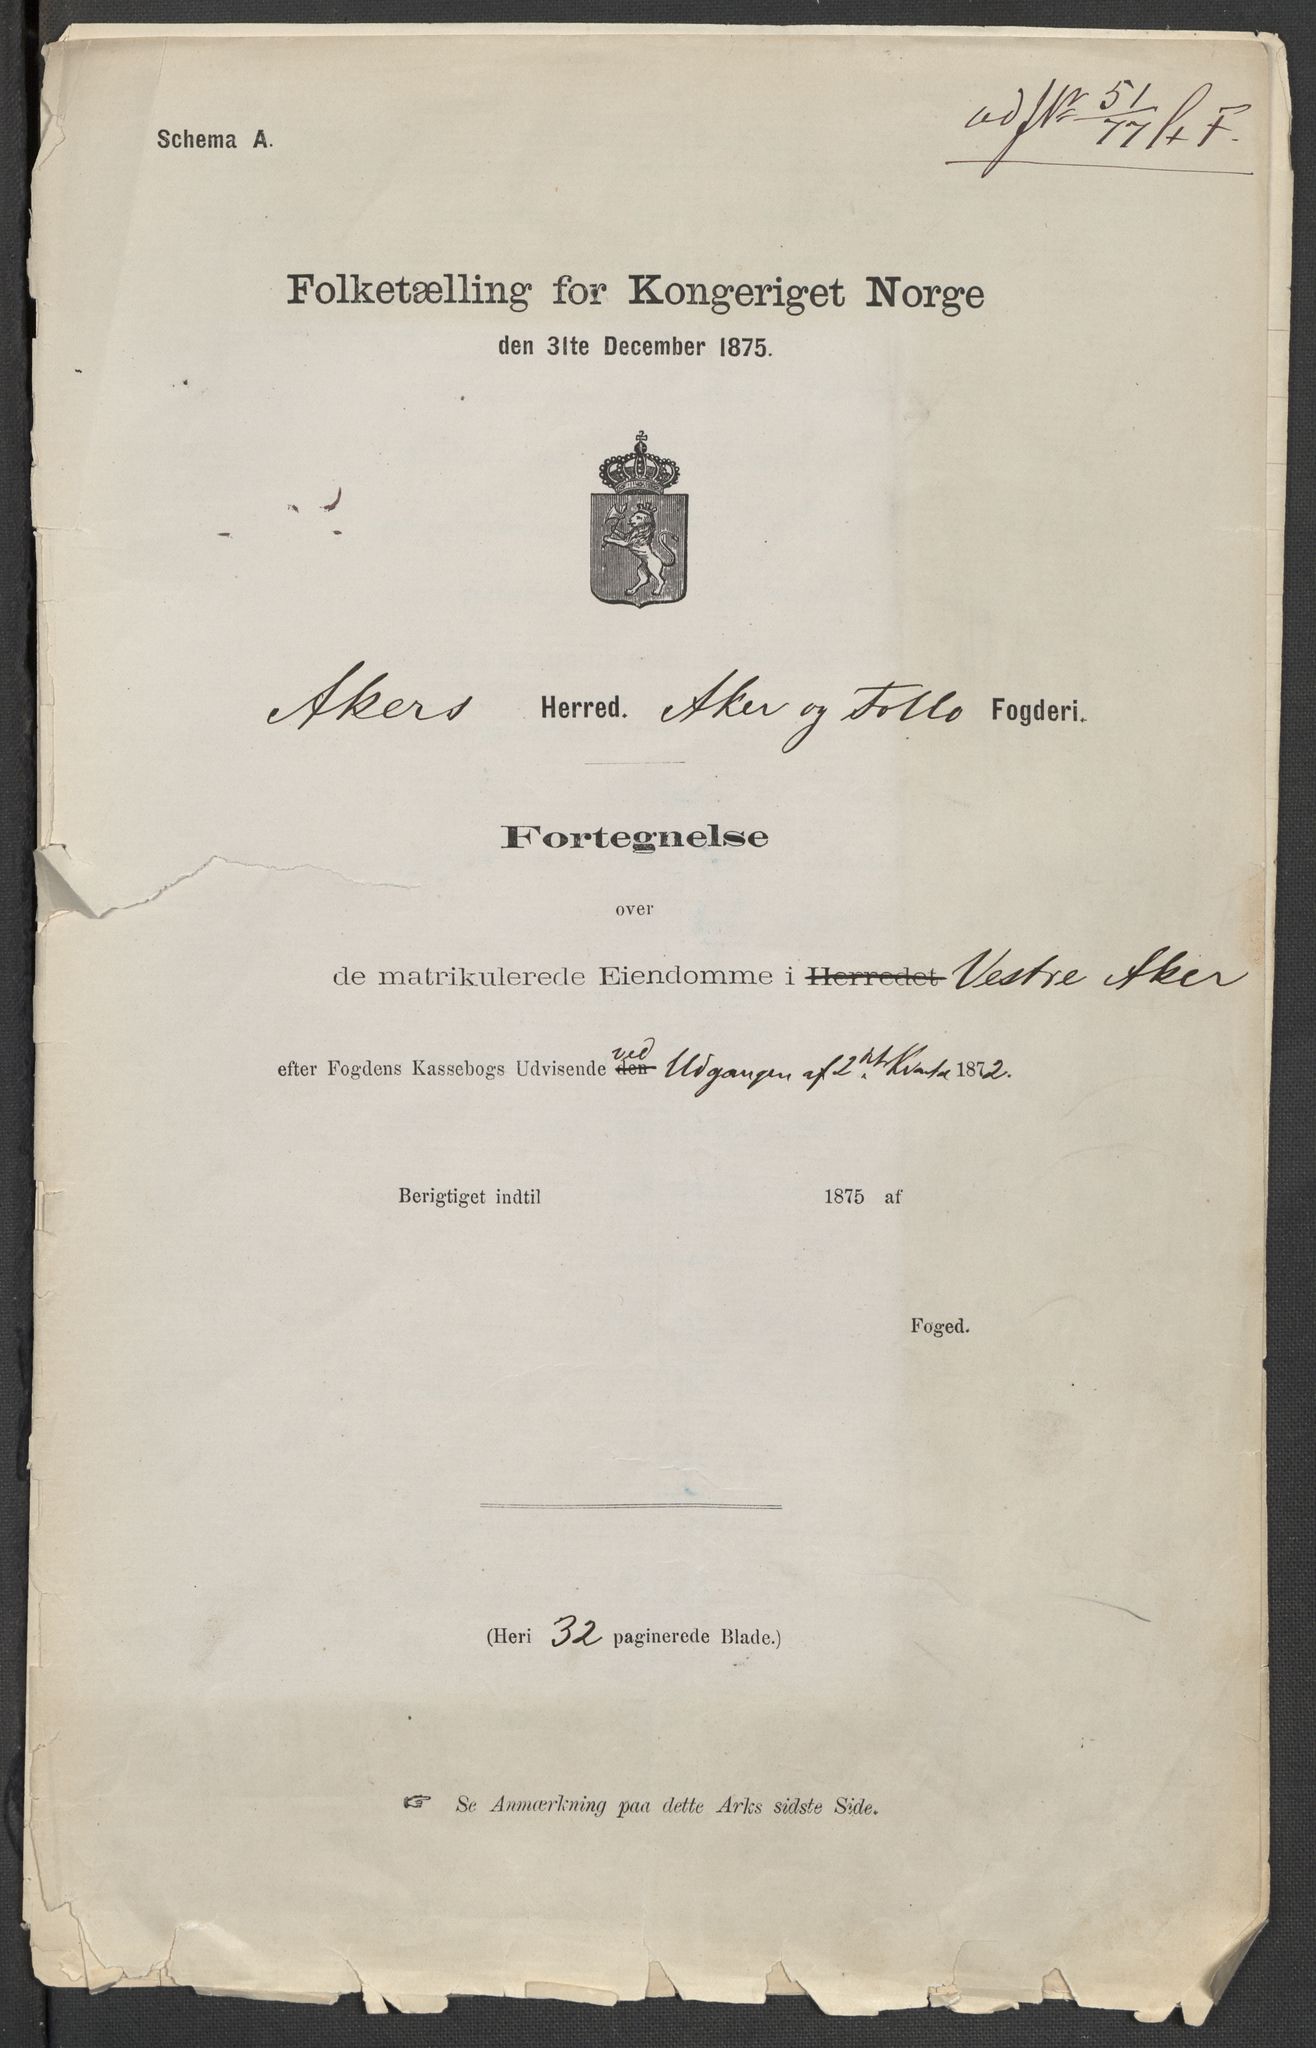 ad J№ 51/77
Schema A.
Folketælling for Kongeriget Norge
den 31te December 1875.
Akers Herred. Aker og Follo Fogderi.
Fortegnelse
over
de matrikulerede Eiendomme i Herredet Vestre Aker
efter Fogdens Kassebogs Udvisende den ved Udgangen af 2det Kvartal 1872.
Berigtiget indtil 1875 af
Foged.
(Heri 32 paginerede Blade.)
☞ Se Anmærkning paa dette Arks sidste Side.